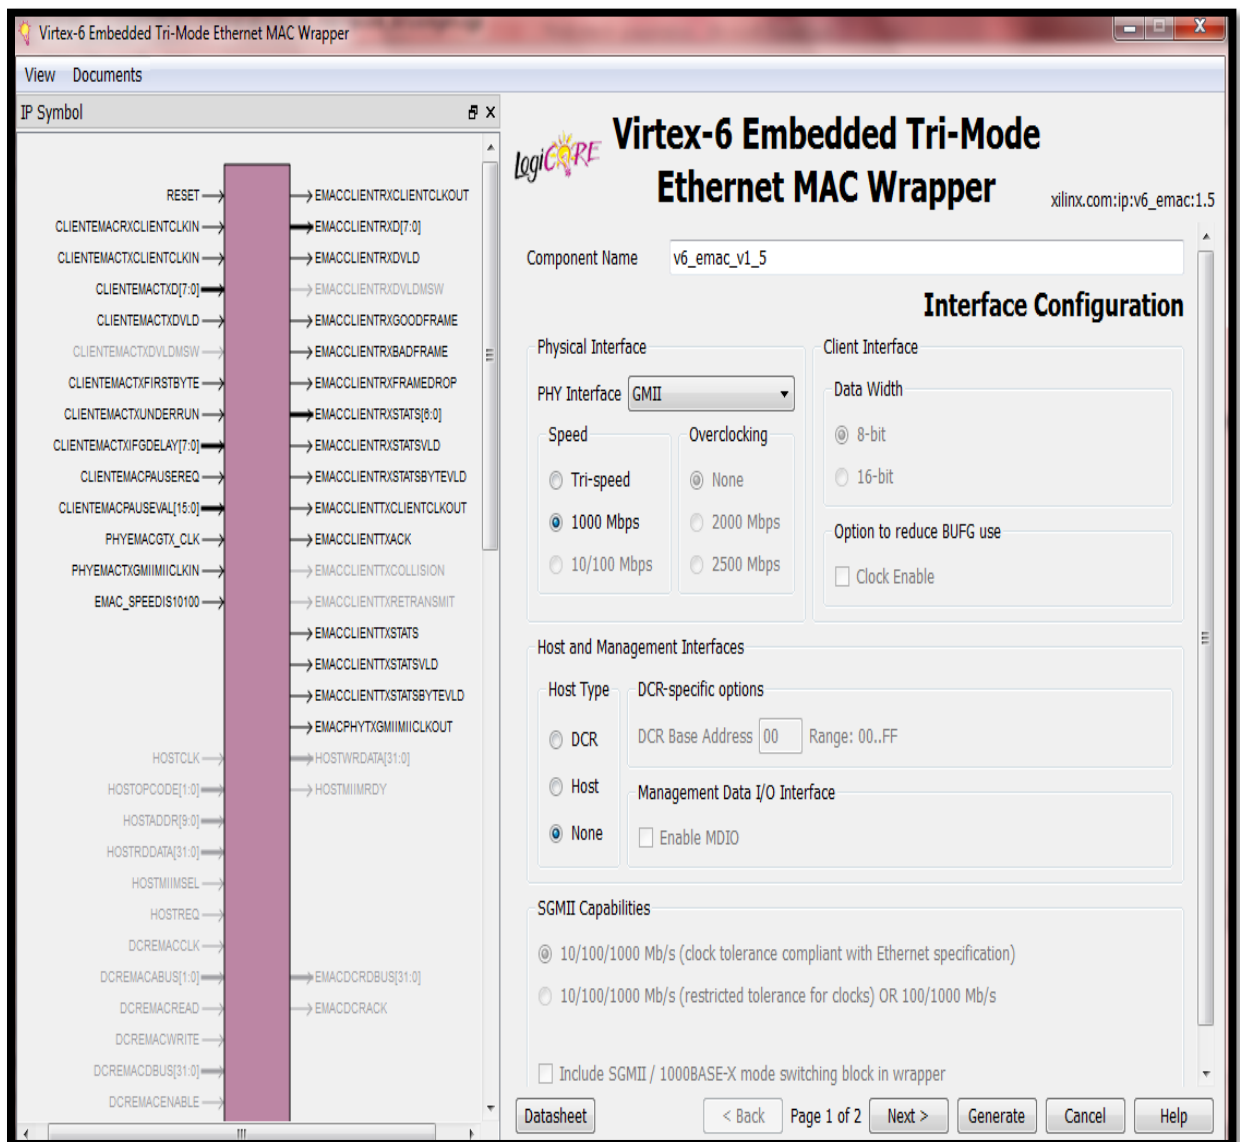 Virtex-6 Embedded Tri-Mode Ethernet MAC Wrapper
View Documents
IP Symbol
RESET
CLIENTEMACRXCLIENTCLKIN
CLIENTEMACTXCLIENTCLKIN
CLIENTEMACTXD[7:0]
CLIENTEMACTXDVLD
CLIENTEMACTXDVLDMSW
CLIENTEMACTXFIRSTBYTE
CLIENTEMACTXUNDERRUN
CLIENTEMACTXIFGDELAY[7:0]
CLIENTEMACPAUSEREQ
CLIENTEMACPAUSEVAL[15:0]
PHYEMACGTX_CLK
PHYEMACTXGMIIMIICLKIN
EMAC_SPEEDIS10100
HOSTCLK
HOSTOPCODE[1:0]
HOSTADDR[9:0]
HOSTRDDATA[31:0]
HOSTMIIMSEL
HOSTREQ
DCREMACCLK
DCREMACABUS[1:0]
DCREMACREAD
DCREMACWRITE
DCREMACDBUS[31:0]
DCREMACENABLE
EMACCLIENTRXCLIENTCLKOUT
EMACCLIENTRXD[7:0]
EMACCLIENTRXDVLD
EMACCLIENTRXDVLDMSW
EMACCLIENTRXGOODFRAME
EMACCLIENTRXBADFRAME
EMACCLIENTRXFRAMEDROP
EMACCLIENTRXSTATS[6:0]
EMACCLIENTRXSTATSVLD
EMACCLIENTRXSTATSBYTEVLD
EMACCLIENTTXCLIENTCLKOUT
EMACCLIENTTXACK
EMACCLIENTTXCOLLISION
EMACCLIENTTXRETRANSMIT
EMACCLIENTTXSTATS
EMACCLIENTTXSTATSVLD
EMACCLIENTTXSTATSBYTEVLD
EMACPHYTXGMIIMIICLKOUT
HOSTWRDATA[31:0]
HOSTMIIMRDY
EMACDCRDBUS[31:0]
EMACDCRACK
LogiCORE
Virtex-6 Embedded Tri-Mode
Ethernet MAC Wrapper
xilinx.com:ip:v6_emac:1.5
Component Name v6_emac_v1_5
Interface Configuration
Physical Interface
PHY Interface GMII
Speed
Tri-speed
1000 Mbps
10/100 Mbps
Overclocking
None
2000 Mbps
2500 Mbps
Client Interface
Data Width
8-bit
16-bit
Option to reduce BUFG use
Clock Enable
Host and Management Interfaces
Host Type
DCR
Host
None
DCR-specific options
DCR Base Address 00 Range: 00..FF
Management Data I/O Interface
Enable MDIO
SGMII Capabilities
10/100/1000 Mb/s (clock tolerance compliant with Ethernet specification)
10/100/1000 Mb/s (restricted tolerance for clocks) OR 100/1000 Mb/s
Include SGMII / 1000BASE-X mode switching block in wrapper
Datasheet < Back Page 1 of 2 Next > Generate Cancel Help